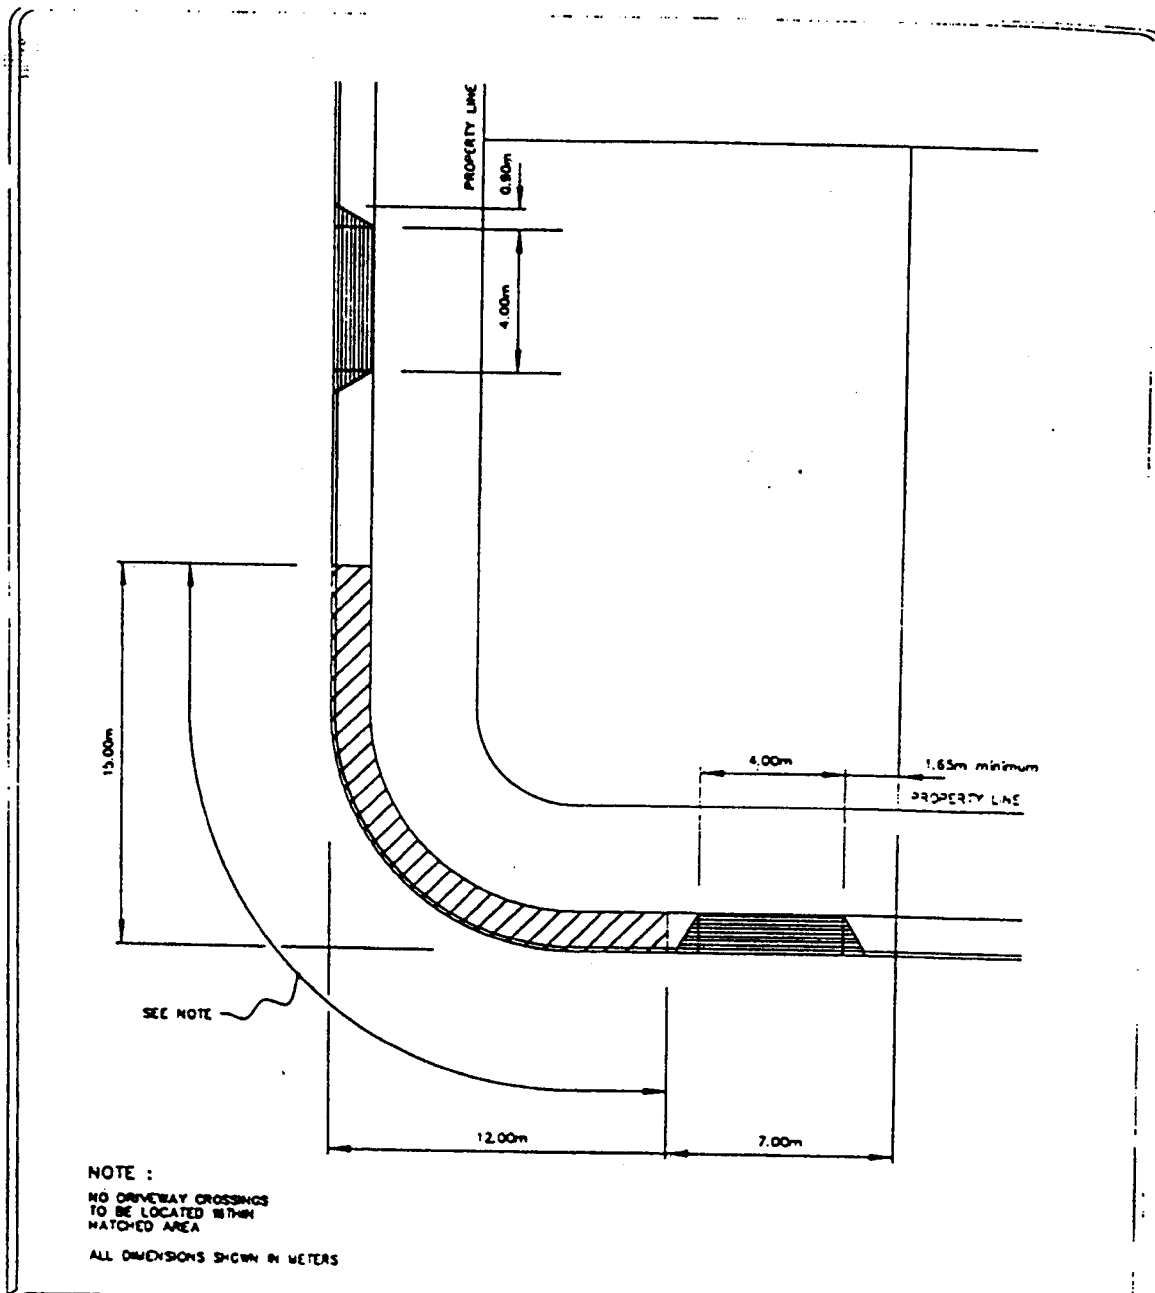 PROPERTY LINE
0.90m
4.00m
15.00m
4.00m
1.65m minimum
PROPERTY LINE
SEE NOTE
12.00m
7.00m
NOTE :
NO DRIVEWAY CROSSINGS
TO BE LOCATED WITHIN
HATCHED AREA
ALL DIMENSIONS SHOWN IN METERS